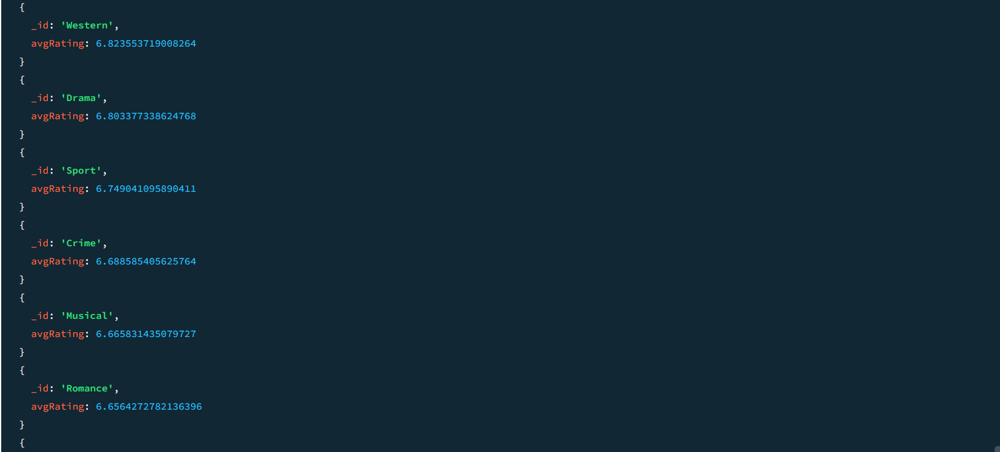 {
_id: 'Western',
avgRating: 6.823553719008264
}
{
_id: 'Drama',
avgRating: 6.803377338624768
}
{
_id: 'Sport',
avgRating: 6.749041095890411
}
{
_id: 'Crime',
avgRating: 6.688585405625764
}
{
_id: 'Musical',
avgRating: 6.665831435079727
}
{
_id: 'Romance',
avgRating: 6.6564272782136396
}
{